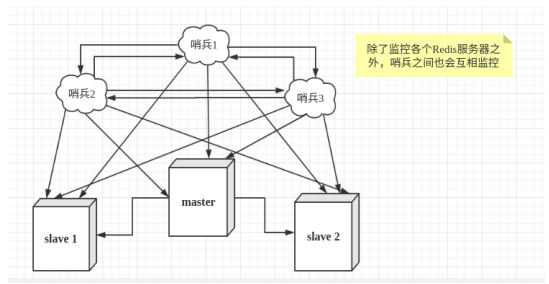 哨兵1
除了监控各个Redis服务器之
外，哨兵之间也会互相监控
哨兵2
哨兵3
master
slave 1
slave 2